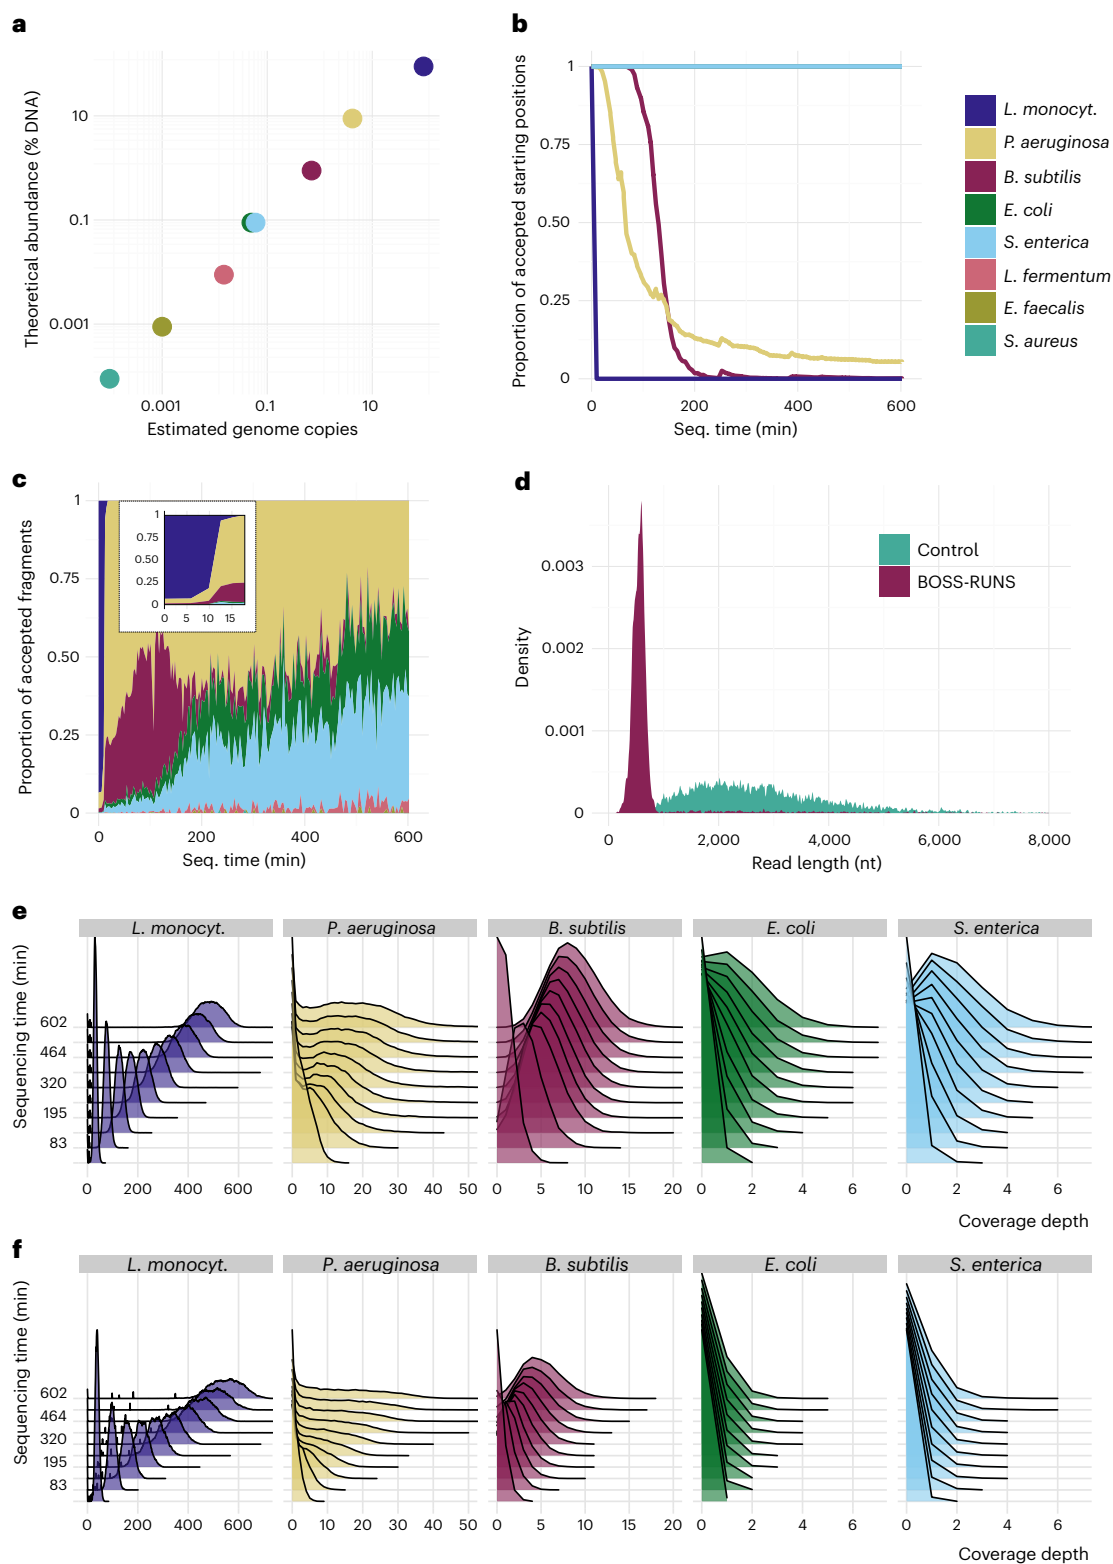 a
Theoretical abundance (% DNA)
10
0.1
0.001
0.001
0.1
10
Estimated genome copies
b
Proportion of accepted starting positions
1
0.75
0.50
0.25
0
0
200
400
600
Seq. time (min)
L. monocyt.
P. aeruginosa
B. subtilis
E. coli
S. enterica
L. fermentum
E. faecalis
S. aureus
c
Proportion of accepted fragments
1
0.75
0.50
0.25
0
1
0.75
0.50
0.25
0
0 5 10 15
0
200
400
600
Seq. time (min)
d
Density
0.003
0.002
0.001
0
Control
BOSS-RUNS
0
2,000
4,000
6,000
8,000
Read length (nt)
e
Sequencing time (min)
L. monocyt.
P. aeruginosa
B. subtilis
E. coli
S. enterica
602
464
320
195
83
0 200 400 600
0 10 20 30 40 50
0 5 10 15 20
0 2 4 6
0 2 4 6
Coverage depth
f
Sequencing time (min)
L. monocyt.
P. aeruginosa
B. subtilis
E. coli
S. enterica
602
464
320
195
83
0 200 400 600
0 10 20 30 40 50
0 5 10 15 20
0 2 4 6
0 2 4 6
Coverage depth